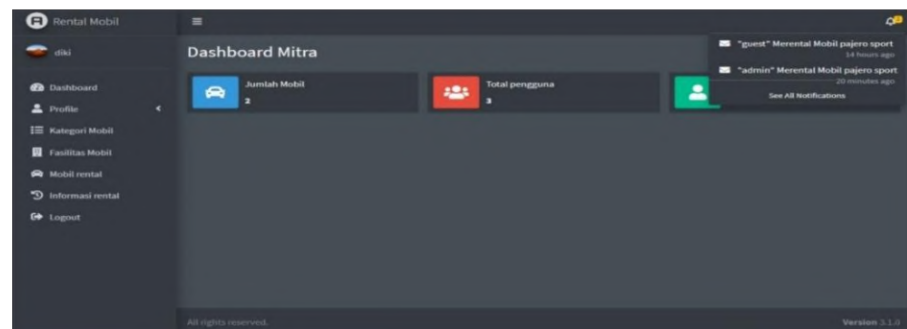 Rental Mobil
diki
Dashboard
Profile
Kategori Mobil
Fasilitas Mobil
Mobil rental
Informasi rental
Logout
Dashboard Mitra
Jumlah Mobil
2
Total pengguna
3
"guest" Merental Mobil pajero sport
14 hours ago
"admin" Merental Mobil pajero sport
20 minutes ago
See All Notifications
All rights reserved.
Version 3.1.0